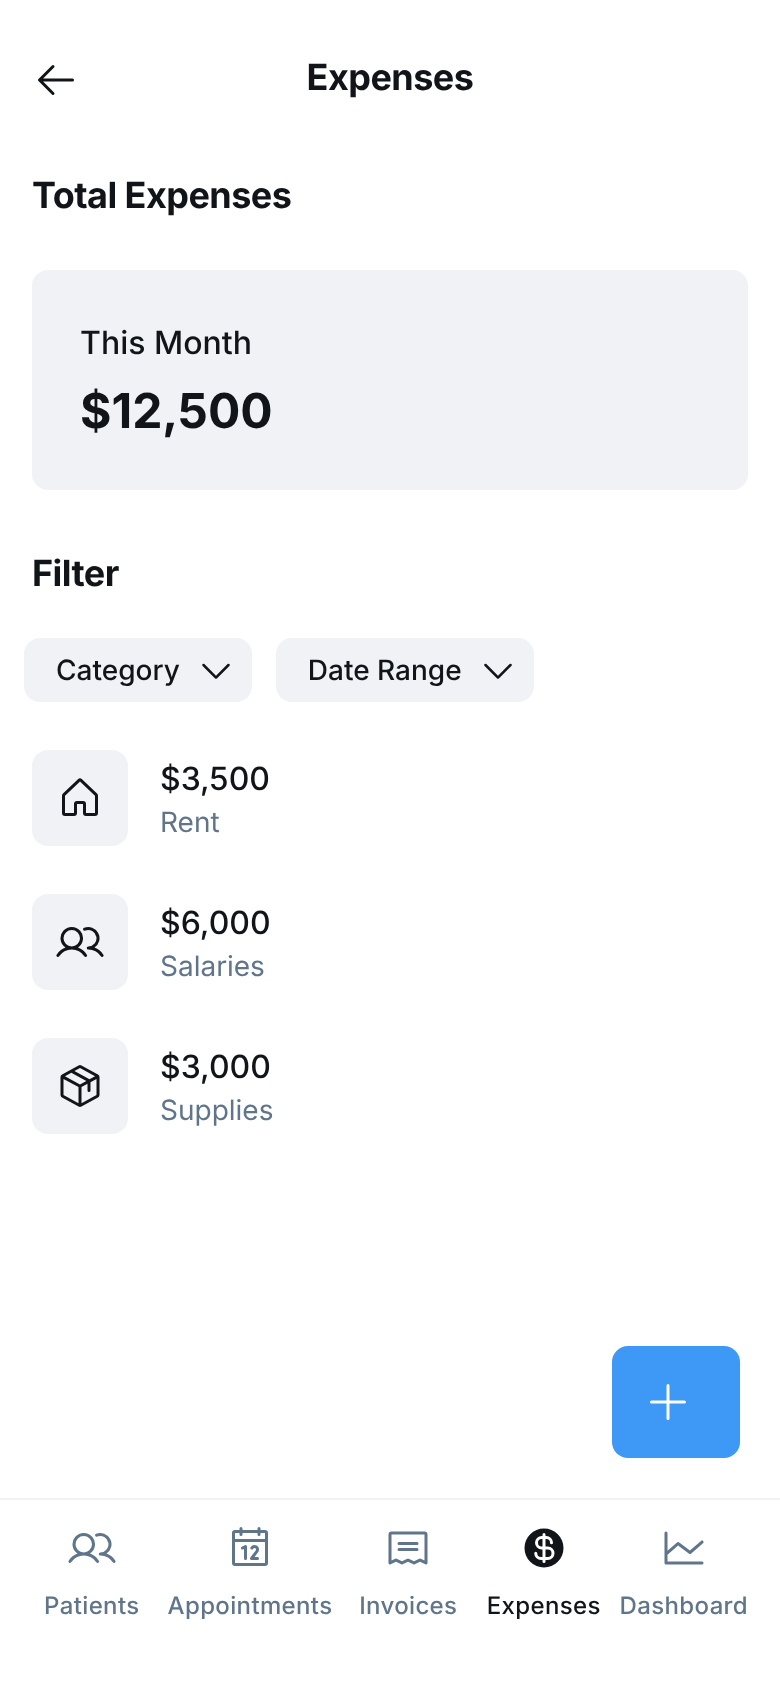 Expenses
Total Expenses
This Month
$12,500
Filter
Category
Date Range
$3,500
Rent
$6,000
Salaries
$3,000
Supplies
12
Patients
Appointments
Invoices
$
Expenses
Dashboard